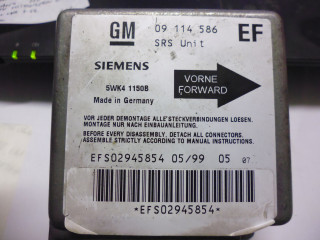 GM 09 114 586 EF
SRS Unit
SIEMENS
5WK4 1150B
Made in Germany
VORNE
FORWARD
VOR JEDER DEMONTAGE ALLE STECKVERBINDUNGEN LOESEN.
MONTAGE NUR NACH EINBAUANLEITUNG.
BEFORE EVERY DISASSEMBLY, DETACH ALL CONNECTORS.
ASSEMBLE STRICTLY ACCORDING TO MANUAL INSTRUCTIONS.
EFS02945854 05/99 05 07
*EFS02945854*